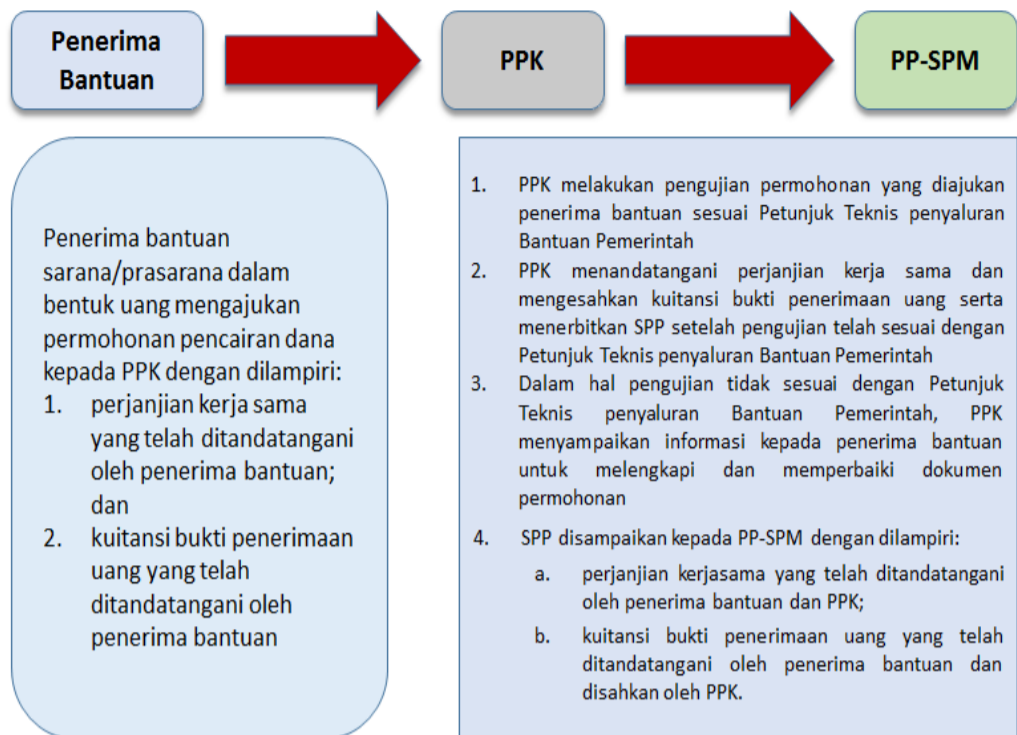 Penerima
Bantuan
PPK
PP-SPM
Penerima bantuan
sarana/prasarana dalam
bentuk uang mengajukan
permohonan pencairan dana
kepada PPK dengan dilampiri:
1. perjanjian kerja sama
yang telah ditandatangani
oleh penerima bantuan;
dan
2. kuitansi bukti penerimaan
uang yang telah
ditandatangani oleh
penerima bantuan
1. PPK melakukan pengujian permohonan yang diajukan
penerima bantuan sesuai Petunjuk Teknis penyaluran
Bantuan Pemerintah
2. PPK menandatangani perjanjian kerja sama dan
mengesahkan kuitansi bukti penerimaan uang serta
menerbitkan SPP setelah pengujian telah sesuai dengan
Petunjuk Teknis penyaluran Bantuan Pemerintah
3. Dalam hal pengujian tidak sesuai dengan Petunjuk
Teknis penyaluran Bantuan Pemerintah, PPK
menyampaikan informasi kepada penerima bantuan
untuk melengkapi dan memperbaiki dokumen
permohonan
4. SPP disampaikan kepada PP-SPM dengan dilampiri:
a. perjanjian kerjasama yang telah ditandatangani
oleh penerima bantuan dan PPK;
b. kuitansi bukti penerimaan uang yang telah
ditandatangani oleh penerima bantuan dan
disahkan oleh PPK.